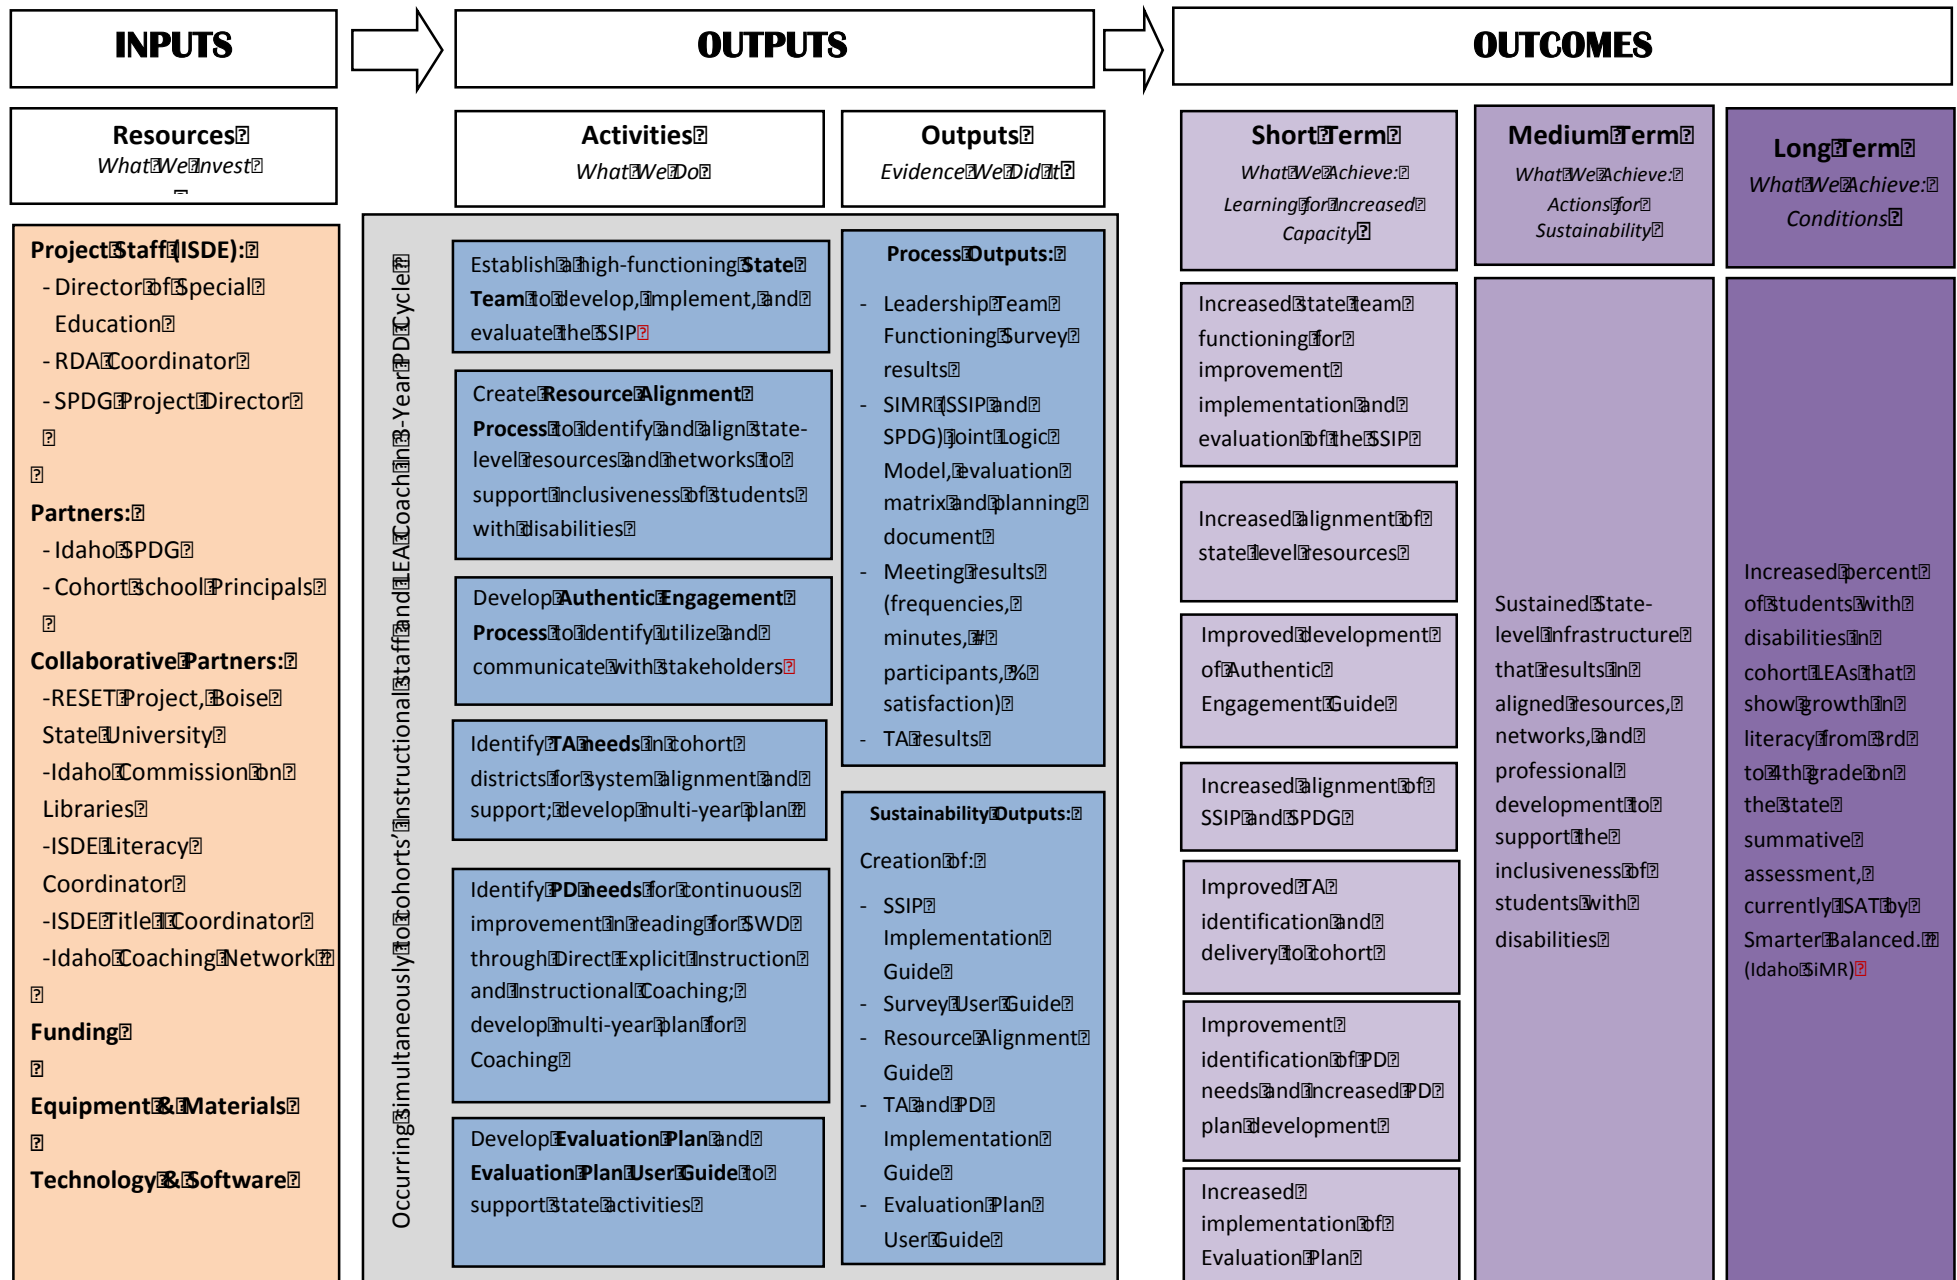 INPUTS
OUTPUTS
OUTCOMES
Resources
What We Invest
Activities
What We Do
Outputs
Evidence We Did It
Short Term
What We Achieve:
Learning for Increased
Capacity
Medium Term
What We Achieve:
Actions for
Sustainability
Long Term
What We Achieve:
Conditions
Project Staff (ISDE):
- Director of Special
Education
- RDA Coordinator
- SPDG Project Director
Partners:
- Idaho SPDG
- Cohort school Principals
Collaborative Partners:
-RESET Project, Boise
State University
-Idaho Commission on
Libraries
-ISDE Literacy
Coordinator
-ISDE Title I Coordinator
-Idaho Coaching Network
Funding
Equipment & Materials
Technology & Software
Occurring simultaneously to cohorts' instructional staff and LEA Coach in 3-Year PD Cycle
Establish a high-functioning State
Team to develop, implement, and
evaluate the SSIP
Create Resource Alignment
Process to identify and align state-
level resources and networks to
support inclusiveness of students
with disabilities
Develop Authentic Engagement
Process to identify utilize and
communicate with stakeholders
Identify TA needs in cohort
districts for system alignment and
support; develop multi-year plan
Identify PD needs for continuous
improvement in reading for SWD
through Direct Explicit Instruction
and Instructional Coaching;
develop multi-year plan for
Coaching
Develop Evaluation Plan and
Evaluation Plan User Guide to
support state activities
Process Outputs:
- Leadership Team
Functioning Survey
results
- SIMR (SSIP and
SPDG) joint Logic
Model, evaluation
matrix and planning
document
- Meeting results
(frequencies,
minutes, #
participants, %
satisfaction)
- TA results
Sustainability Outputs:
Creation of:
- SSIP
Implementation
Guide
- Survey User Guide
- Resource Alignment
Guide
- TA and PD
Implementation
Guide
- Evaluation Plan
User Guide
Increased state team
functioning for
improvement
implementation and
evaluation of the SSIP
Increased alignment of
state level resources
Improved development
of Authentic
Engagement Guide
Increased alignment of
SSIP and SPDG
Improved TA
identification and
delivery to cohort
Improvement
identification of PD
needs and increased PD
plan development
Increased
implementation of
Evaluation Plan
Sustained State-
level infrastructure
that results in
aligned resources,
networks, and
professional
development to
support the
inclusiveness of
students with
disabilities
Increased percent
of students with
disabilities in
cohort LEAs that
show growth in
literacy from 3rd
to 4th grade on
the state
summative
assessment,
currently ISAT by
Smarter Balanced.
(Idaho SiMR)